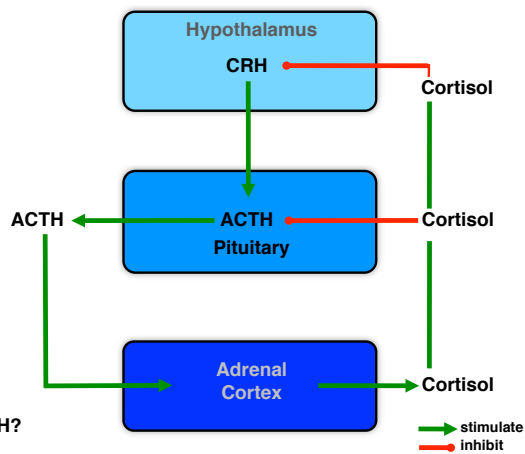 Hypothalamus
CRH
Cortisol
ACTH
ACTH
Cortisol
Pituitary
Adrenal
Cortex
Cortisol
H?
stimulate
inhibit